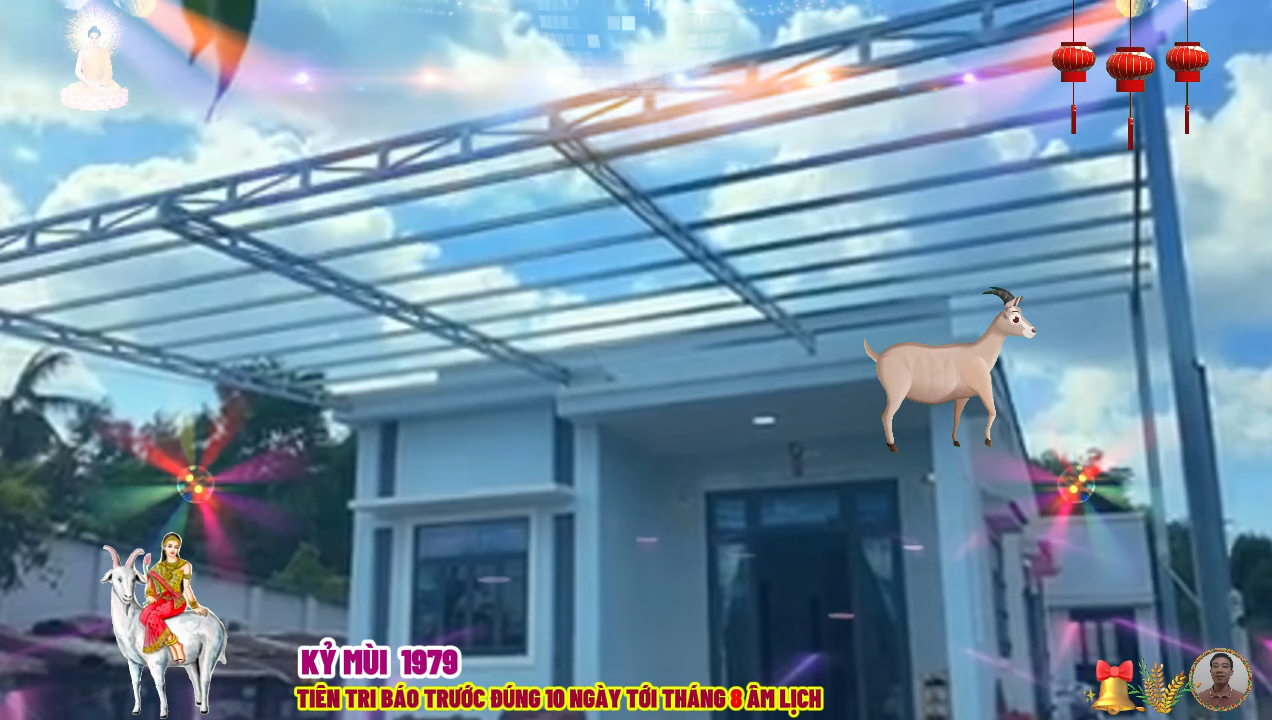 KỶ MÙI 1979
TIÊN TRI BÁO TRƯỚC ĐÚNG 10 NGÀY TỚI THÁNG 8 ÂM LỊCH